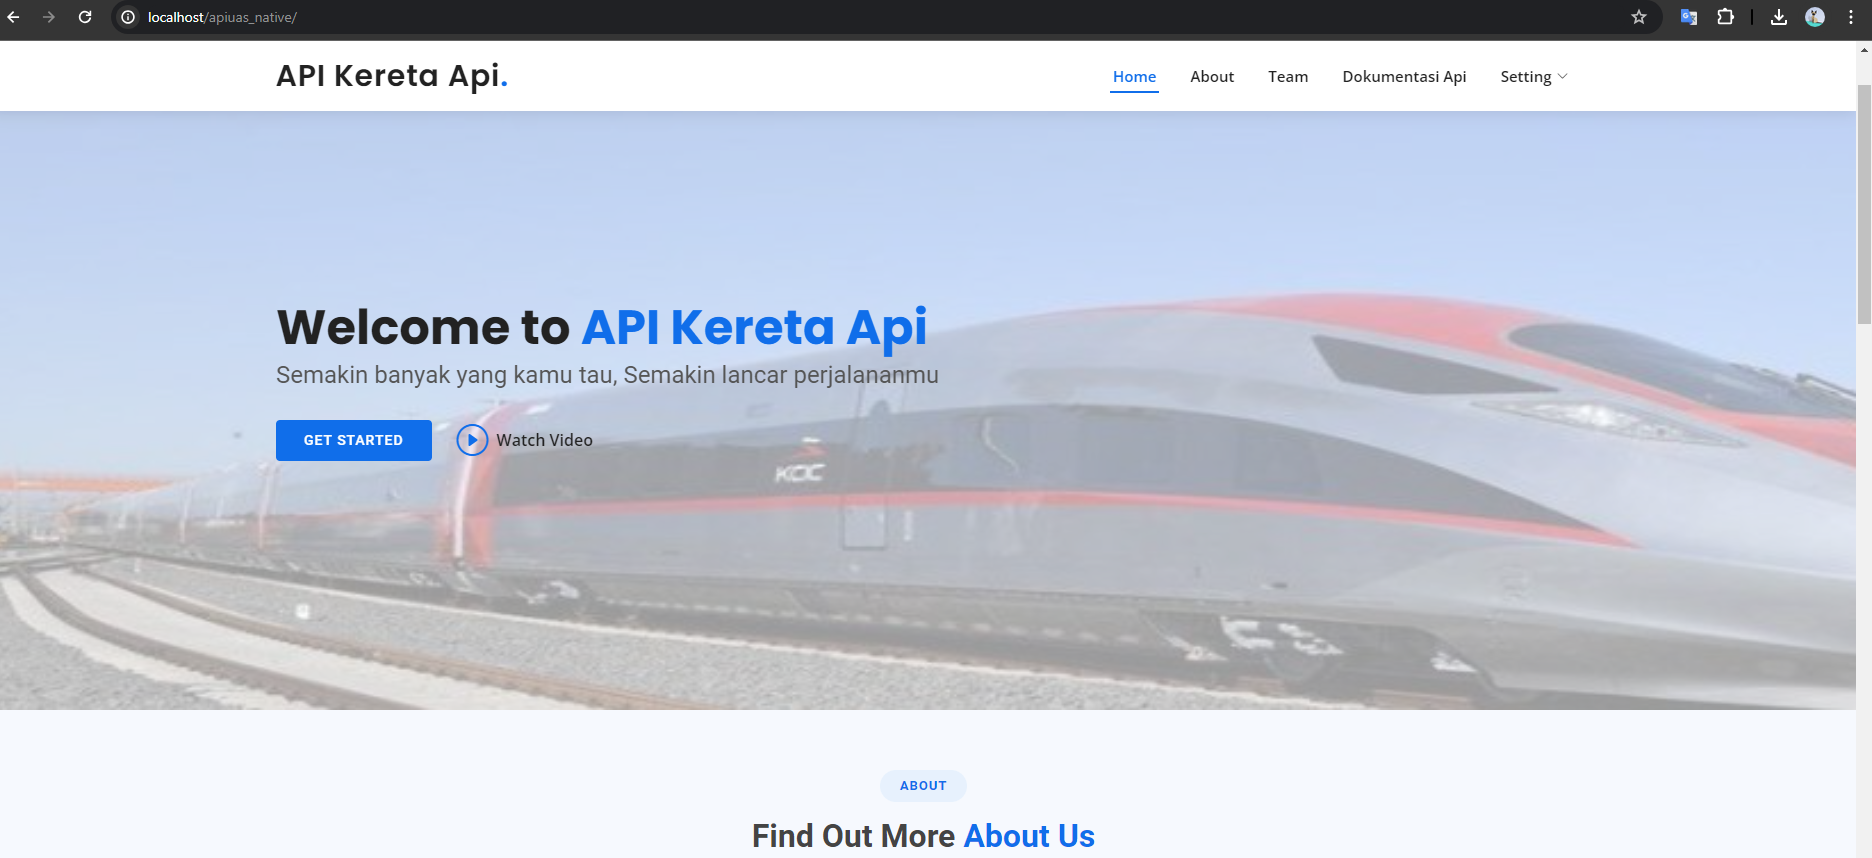 localhost/apiuas_native/
API Kereta Api.
Home About Team Dokumentasi Api Setting
Welcome to API Kereta Api
Semakin banyak yang kamu tau, Semakin lancar perjalananmu
GET STARTED Watch Video
KCIC
ABOUT
Find Out More About Us